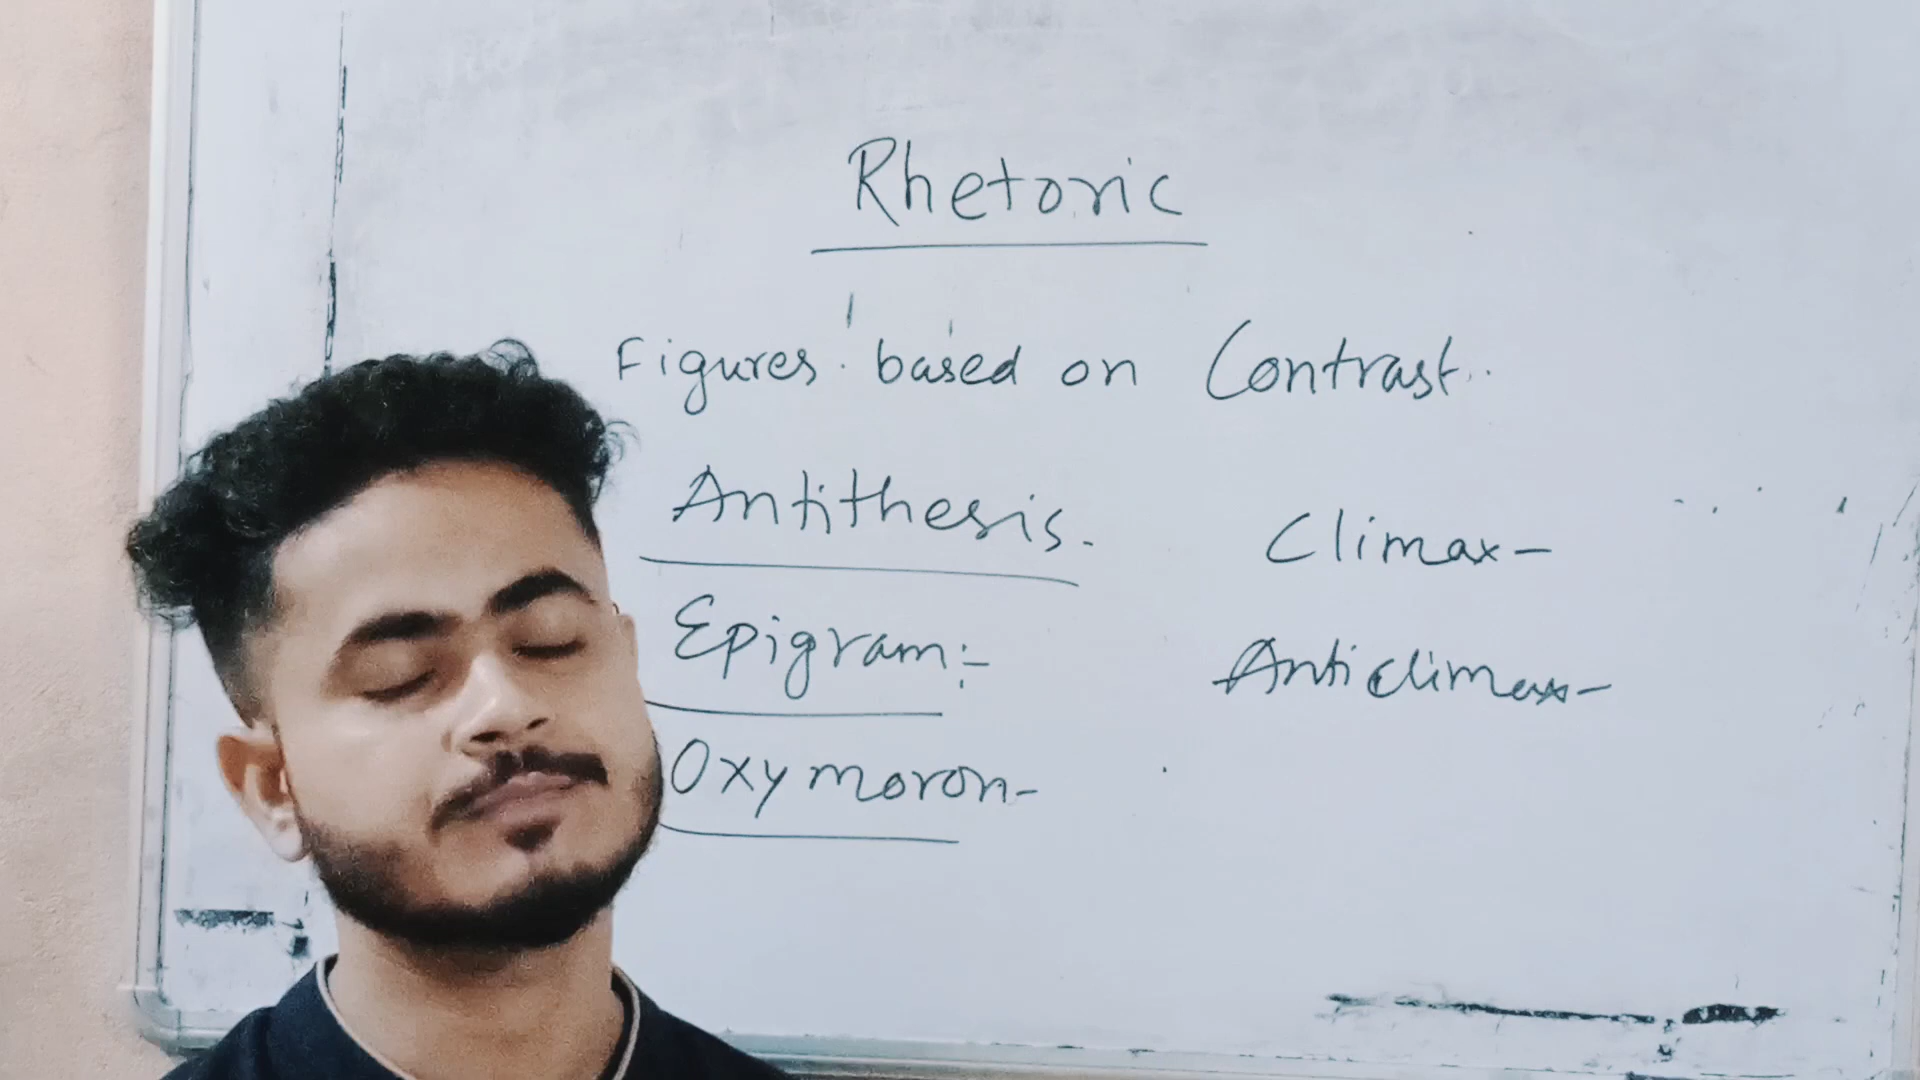 Rhetoric
Figures based on Contrast.
Antithesis.
Epigram:-
Oxymoron-
Climax-
Anticlimax-